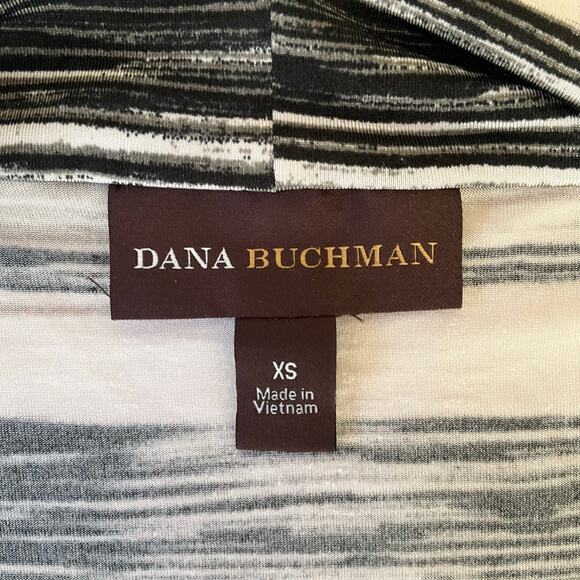 DANA BUCHMAN
XS
Made in
Vietnam